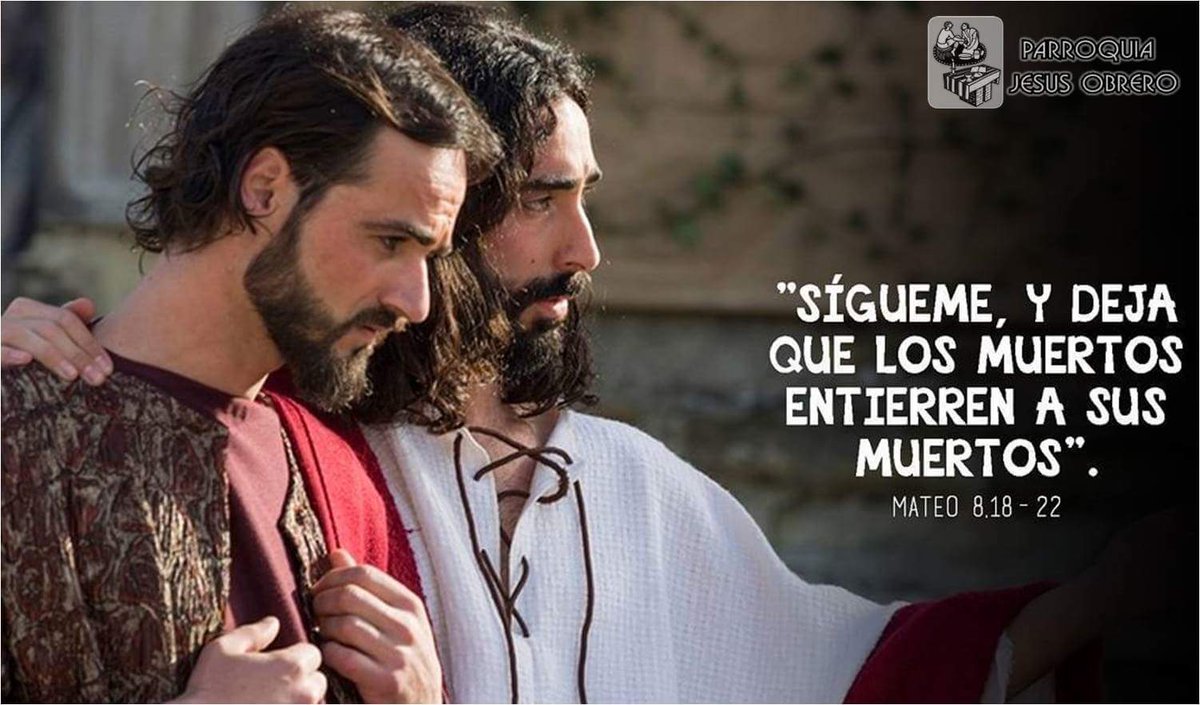 PARROQUIA
JESUS OBRERO
"SÍGUEME, Y DEJA
QUE LOS MUERTOS
ENTIERREN A SUS
MUERTOS".
MATEO 8,18 - 22